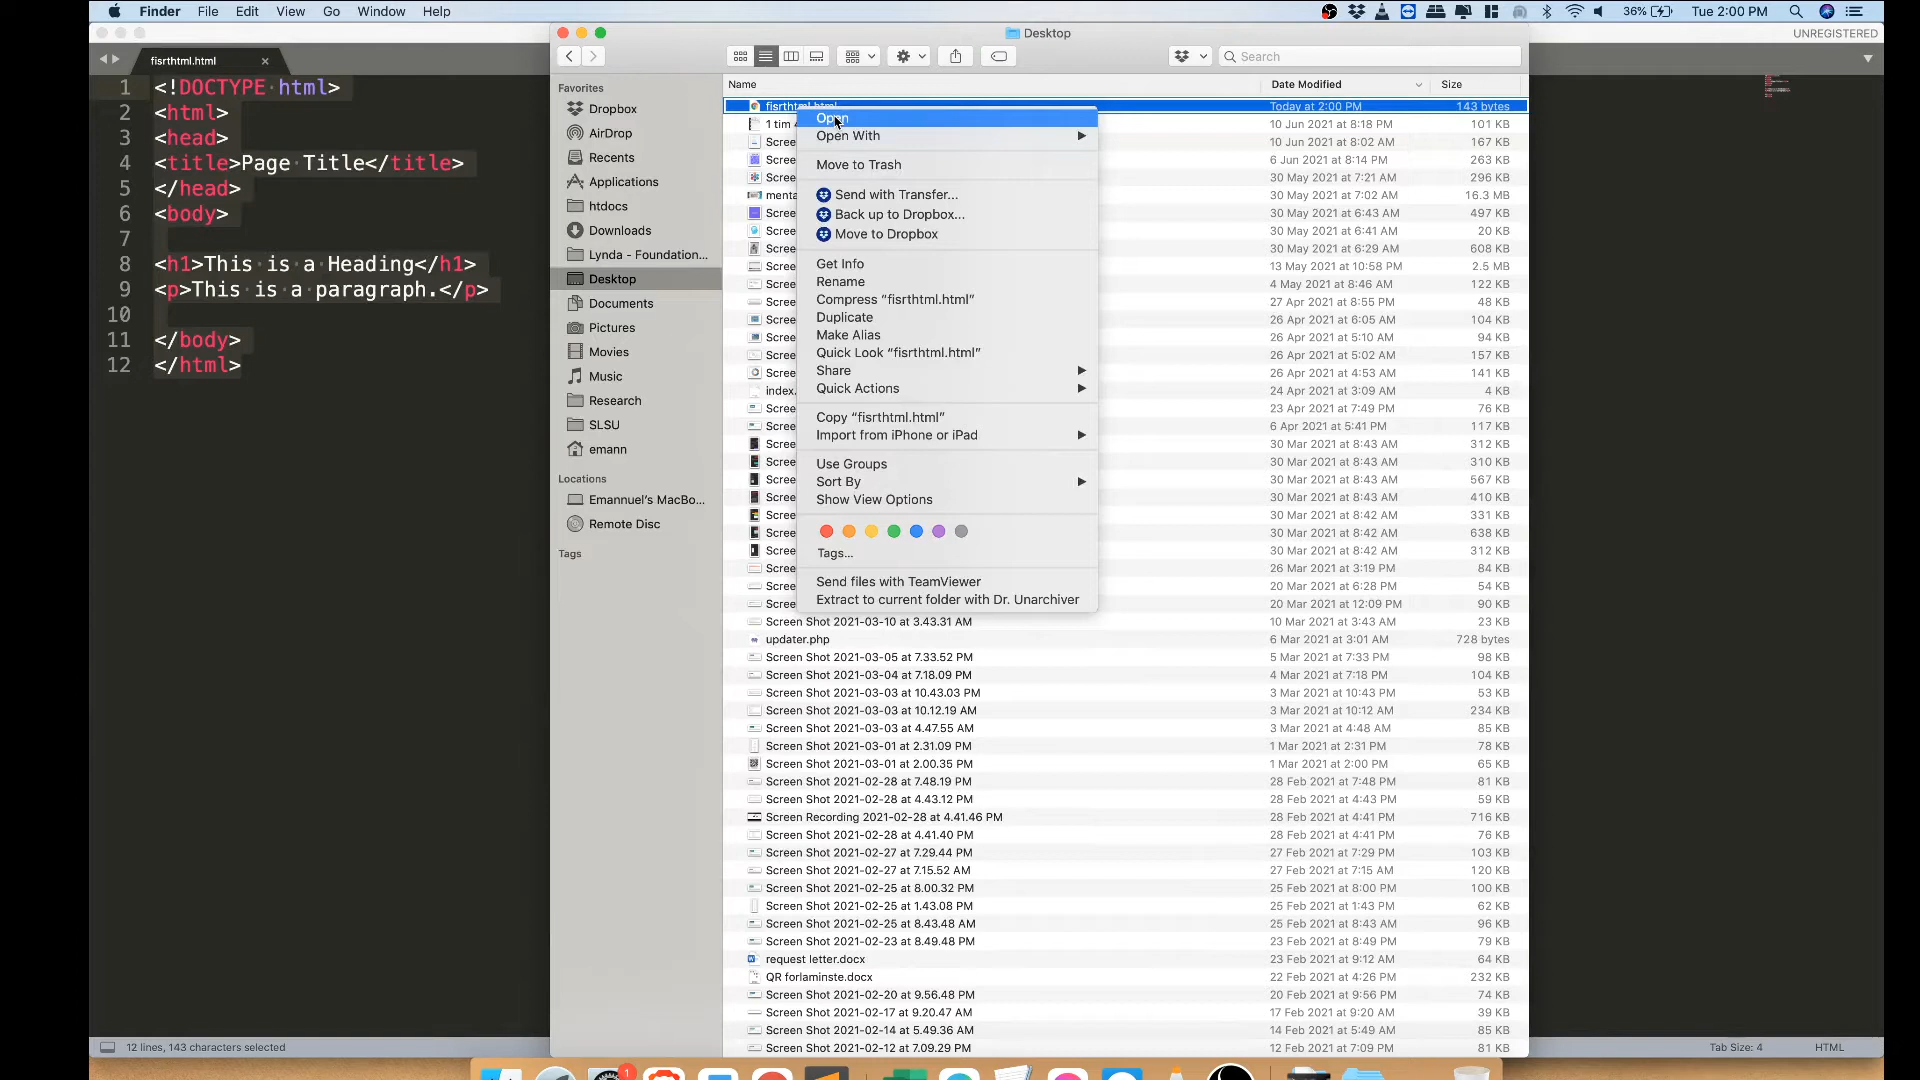 Finder File Edit View Go Window Help
36% Tue 2:00 PM
fisrthtml.html
UNREGISTERED
1 <!DOCTYPE html>
2 <html>
3 <head>
4 <title>Page Title</title>
5 </head>
6 <body>
7
8 <h1>This is a Heading</h1>
9 <p>This is a paragraph.</p>
10
11 </body>
12 </html>
12 lines, 143 characters selected
Tab Size: 4
HTML
Desktop
Search
Favorites
Dropbox
AirDrop
Recents
Applications
htdocs
Downloads
Lynda - Foundation...
Desktop
Documents
Pictures
Movies
Music
Research
SLSU
emann
Locations
Emannuel's MacBo...
Remote Disc
Tags
Name Date Modified Size
fisrthtml.html Today at 2:00 PM 143 bytes
1 tim 10 Jun 2021 at 8:18 PM 101 KB
Scree 10 Jun 2021 at 8:02 AM 167 KB
Scree 6 Jun 2021 at 8:14 PM 263 KB
Scree 30 May 2021 at 7:21 AM 296 KB
menta 30 May 2021 at 7:02 AM 16.3 MB
Scree 30 May 2021 at 6:43 AM 497 KB
Scree 30 May 2021 at 6:41 AM 20 KB
Scree 30 May 2021 at 6:29 AM 608 KB
Scree 13 May 2021 at 10:58 PM 2.5 MB
Scree 4 May 2021 at 8:46 AM 122 KB
Scree 27 Apr 2021 at 8:55 PM 48 KB
Scree 26 Apr 2021 at 6:05 AM 104 KB
Scree 26 Apr 2021 at 5:10 AM 94 KB
Scree 26 Apr 2021 at 5:02 AM 157 KB
Scree 26 Apr 2021 at 4:53 AM 141 KB
index. 24 Apr 2021 at 3:09 AM 4 KB
Scree 23 Apr 2021 at 7:49 PM 76 KB
Scree 6 Apr 2021 at 5:41 PM 117 KB
Scree 30 Mar 2021 at 8:43 AM 312 KB
Scree 30 Mar 2021 at 8:43 AM 310 KB
Scree 30 Mar 2021 at 8:43 AM 567 KB
Scree 30 Mar 2021 at 8:43 AM 410 KB
Scree 30 Mar 2021 at 8:42 AM 331 KB
Scree 30 Mar 2021 at 8:42 AM 638 KB
Scree 30 Mar 2021 at 8:42 AM 312 KB
Scree 26 Mar 2021 at 3:19 PM 84 KB
Scree 20 Mar 2021 at 6:28 PM 54 KB
Scree 20 Mar 2021 at 12:09 PM 90 KB
Screen Shot 2021-03-10 at 3.43.31 AM 10 Mar 2021 at 3:43 AM 23 KB
updater.php 6 Mar 2021 at 3:01 AM 728 bytes
Screen Shot 2021-03-05 at 7.33.52 PM 5 Mar 2021 at 7:33 PM 98 KB
Screen Shot 2021-03-04 at 7.18.09 PM 4 Mar 2021 at 7:18 PM 104 KB
Screen Shot 2021-03-03 at 10.43.03 PM 3 Mar 2021 at 10:43 PM 53 KB
Screen Shot 2021-03-03 at 10.12.19 AM 3 Mar 2021 at 10:12 AM 234 KB
Screen Shot 2021-03-03 at 4.47.55 AM 3 Mar 2021 at 4:48 AM 85 KB
Screen Shot 2021-03-01 at 2.31.09 PM 1 Mar 2021 at 2:31 PM 78 KB
Screen Shot 2021-03-01 at 2.00.35 PM 1 Mar 2021 at 2:00 PM 65 KB
Screen Shot 2021-02-28 at 7.48.19 PM 28 Feb 2021 at 7:48 PM 81 KB
Screen Shot 2021-02-28 at 4.43.12 PM 28 Feb 2021 at 4:43 PM 59 KB
Screen Recording 2021-02-28 at 4.41.46 PM 28 Feb 2021 at 4:41 PM 716 KB
Screen Shot 2021-02-28 at 4.41.40 PM 28 Feb 2021 at 4:41 PM 76 KB
Screen Shot 2021-02-27 at 7.29.44 PM 27 Feb 2021 at 7:29 PM 103 KB
Screen Shot 2021-02-27 at 7.15.52 AM 27 Feb 2021 at 7:15 AM 120 KB
Screen Shot 2021-02-25 at 8.00.32 PM 25 Feb 2021 at 8:00 PM 100 KB
Screen Shot 2021-02-25 at 1.43.08 PM 25 Feb 2021 at 1:43 PM 62 KB
Screen Shot 2021-02-25 at 8.43.48 AM 25 Feb 2021 at 8:43 AM 96 KB
Screen Shot 2021-02-23 at 8.49.48 PM 23 Feb 2021 at 8:49 PM 79 KB
request letter.docx 23 Feb 2021 at 9:12 AM 64 KB
QR forlaminste.docx 22 Feb 2021 at 4:26 PM 232 KB
Screen Shot 2021-02-20 at 9.56.48 PM 20 Feb 2021 at 9:56 PM 74 KB
Screen Shot 2021-02-17 at 9.20.47 AM 17 Feb 2021 at 9:20 AM 39 KB
Screen Shot 2021-02-14 at 5.49.36 AM 14 Feb 2021 at 5:49 AM 85 KB
Screen Shot 2021-02-12 at 7.09.29 PM 12 Feb 2021 at 7:09 PM 81 KB
Open
Open With
Move to Trash
Send with Transfer...
Back up to Dropbox...
Move to Dropbox
Get Info
Rename
Compress “fisrthtml.html”
Duplicate
Make Alias
Quick Look “fisrthtml.html”
Share
Quick Actions
Copy “fisrthtml.html”
Import from iPhone or iPad
Use Groups
Sort By
Show View Options
Tags...
Send files with TeamViewer
Extract to current folder with Dr. Unarchiver
1